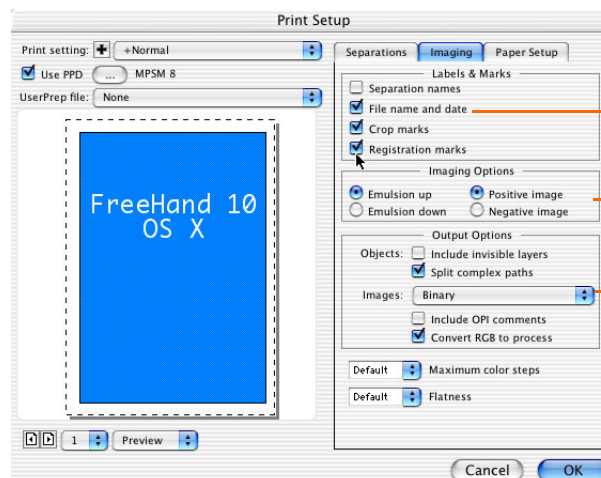 Print Setup
Print setting: +Normal
Use PPD ... MPSM 8
UserPrep file: None
FreeHand 10
OS X
1 Preview
Separations Imaging Paper Setup
Labels & Marks
Separation names
File name and date
Crop marks
Registration marks
Imaging Options
Emulsion up Positive image
Emulsion down Negative image
Output Options
Objects: Include invisible layers
Split complex paths
Images: Binary
Include OPI comments
Convert RGB to process
Default Maximum color steps
Default Flatness
Cancel OK